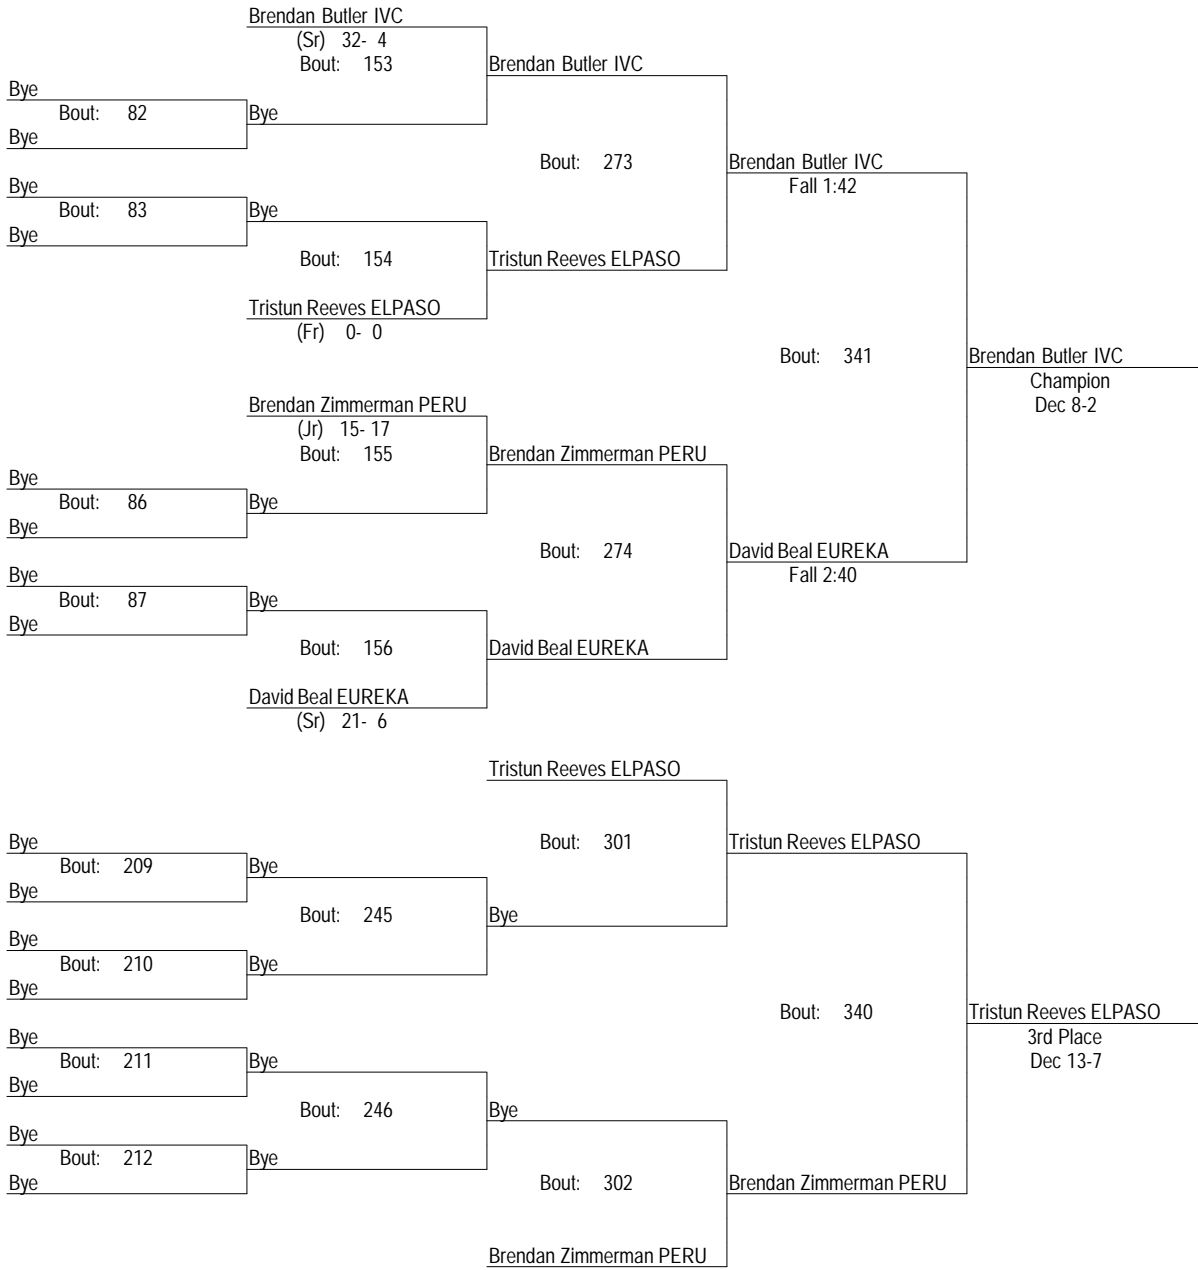 Brendan Butler IVC
(Sr) 32- 4
Bout: 153
Brendan Butler IVC
Bye
Bout: 82
Bye
Bye
Bout: 273
Brendan Butler IVC
Fall 1:42
Bye
Bout: 83
Bye
Bye
Bout: 154
Tristun Reeves ELPASO
Tristun Reeves ELPASO
(Fr) 0- 0
Bout: 341
Brendan Butler IVC
Champion
Dec 8-2
Brendan Zimmerman PERU
(Jr) 15- 17
Bout: 155
Brendan Zimmerman PERU
Bye
Bout: 86
Bye
Bye
Bout: 274
David Beal EUREKA
Fall 2:40
Bye
Bout: 87
Bye
Bye
Bout: 156
David Beal EUREKA
David Beal EUREKA
(Sr) 21- 6
Tristun Reeves ELPASO
Bye
Bout: 301
Tristun Reeves ELPASO
Bout: 209
Bye
Bye
Bout: 245
Bye
Bye
Bout: 210
Bye
Bye
Bout: 340
Tristun Reeves ELPASO
3rd Place
Dec 13-7
Bye
Bout: 211
Bye
Bye
Bout: 246
Bye
Bye
Bout: 212
Bye
Bye
Bout: 302
Brendan Zimmerman PERU
Brendan Zimmerman PERU